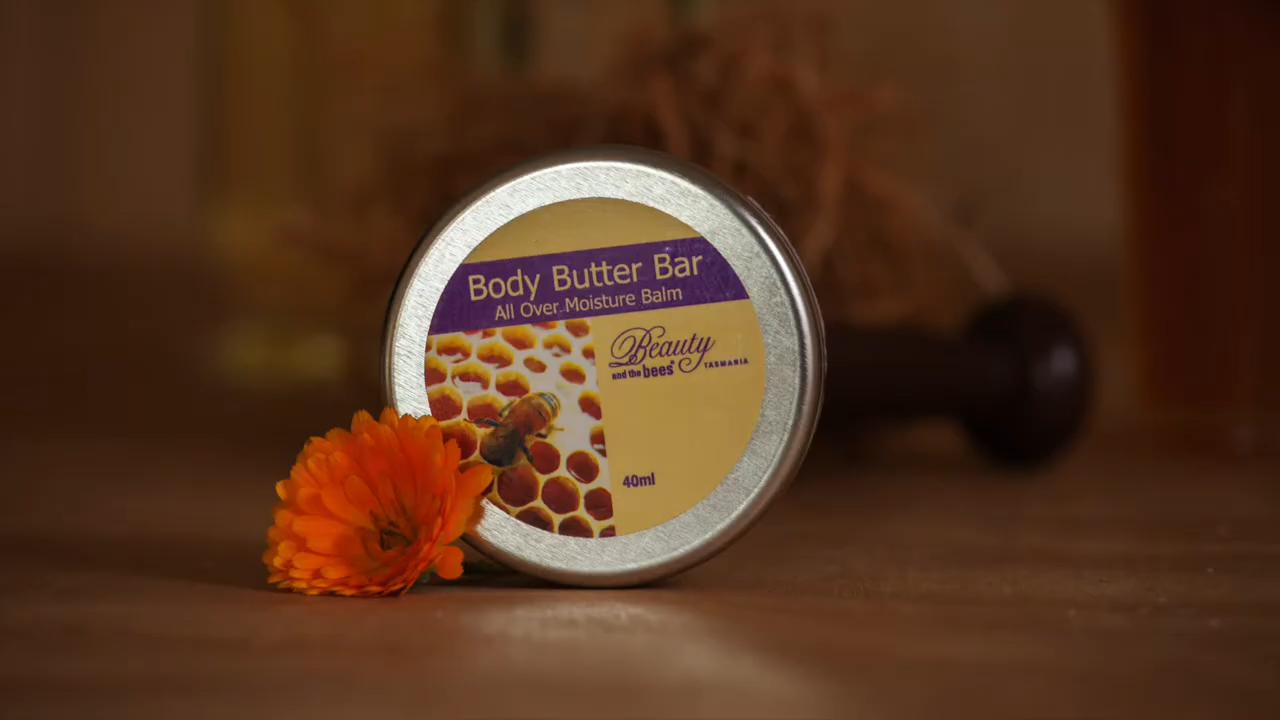 Body Butter Bar
All Over Moisture Balm
Beauty
and the bees® TASMANIA
40ml